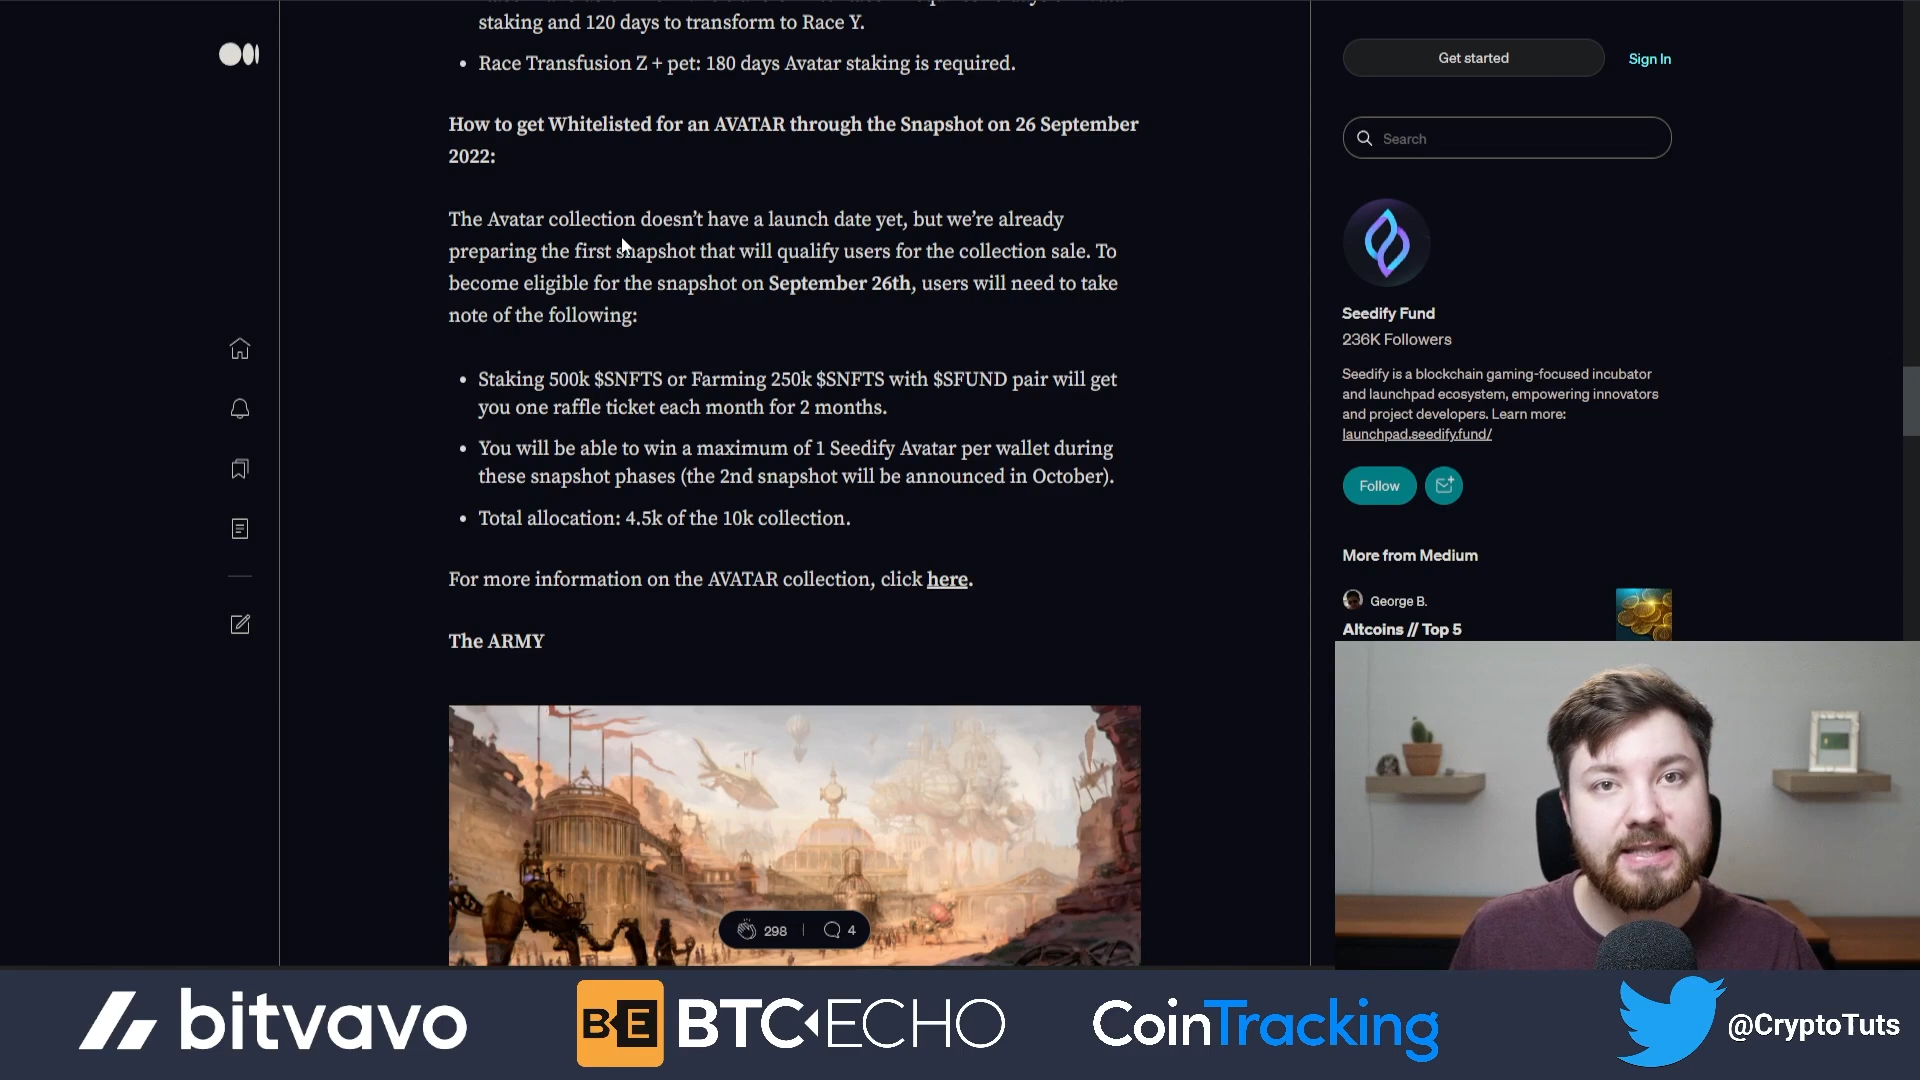 staking and 120 days to transform to Race Y.
Race Transfusion Z + pet: 180 days Avatar staking is required.
How to get Whitelisted for an AVATAR through the Snapshot on 26 September
2022:
The Avatar collection doesn't have a launch date yet, but we're already
preparing the first snapshot that will qualify users for the collection sale. To
become eligible for the snapshot on September 26th, users will need to take
note of the following:
Staking 500k $SNFTS or Farming 250k $SNFTS with $SFUND pair will get
you one raffle ticket each month for 2 months.
You will be able to win a maximum of 1 Seedify Avatar per wallet during
these snapshot phases (the 2nd snapshot will be announced in October).
Total allocation: 4.5k of the 10k collection.
For more information on the AVATAR collection, click here.
The ARMY
298
4
Get started
Sign In
Search
Seedify Fund
236K Followers
Seedify is a blockchain gaming-focused incubator
and launchpad ecosystem, empowering innovators
and project developers. Learn more:
launchpad.seedify.fund/
Follow
More from Medium
George B.
Altcoins // Top 5
bitvavo
BE BTC ECHO
CoinTracking
@CryptoTuts